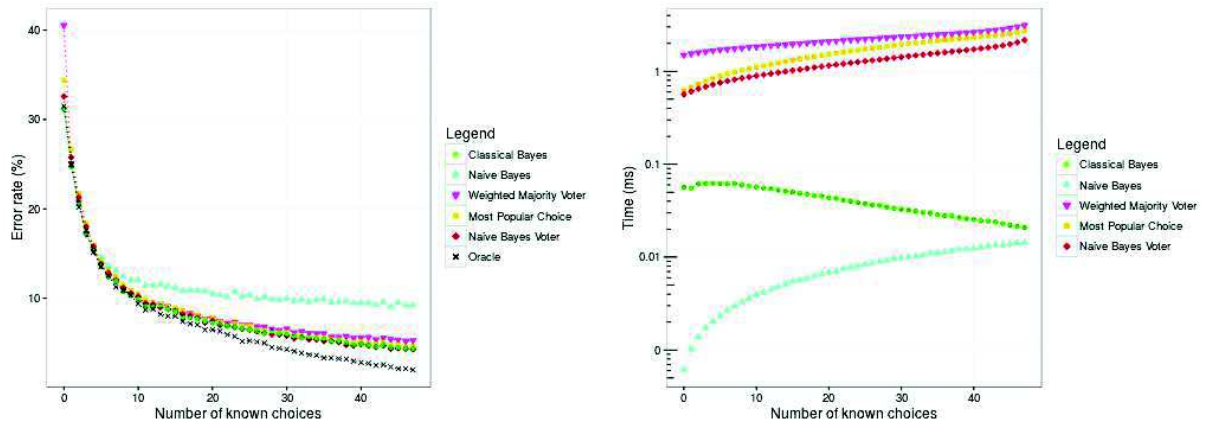 40
30
20
10
Error rate (%)
0
10
20
30
40
Number of known choices
Legend
Classical Bayes
Naive Bayes
Weighted Majority Voter
Most Popular Choice
Naive Bayes Voter
Oracle
1
0.1
0.01
0
Time (ms)
0
10
20
30
40
Number of known choices
Legend
Classical Bayes
Naive Bayes
Weighted Majority Voter
Most Popular Choice
Naive Bayes Voter